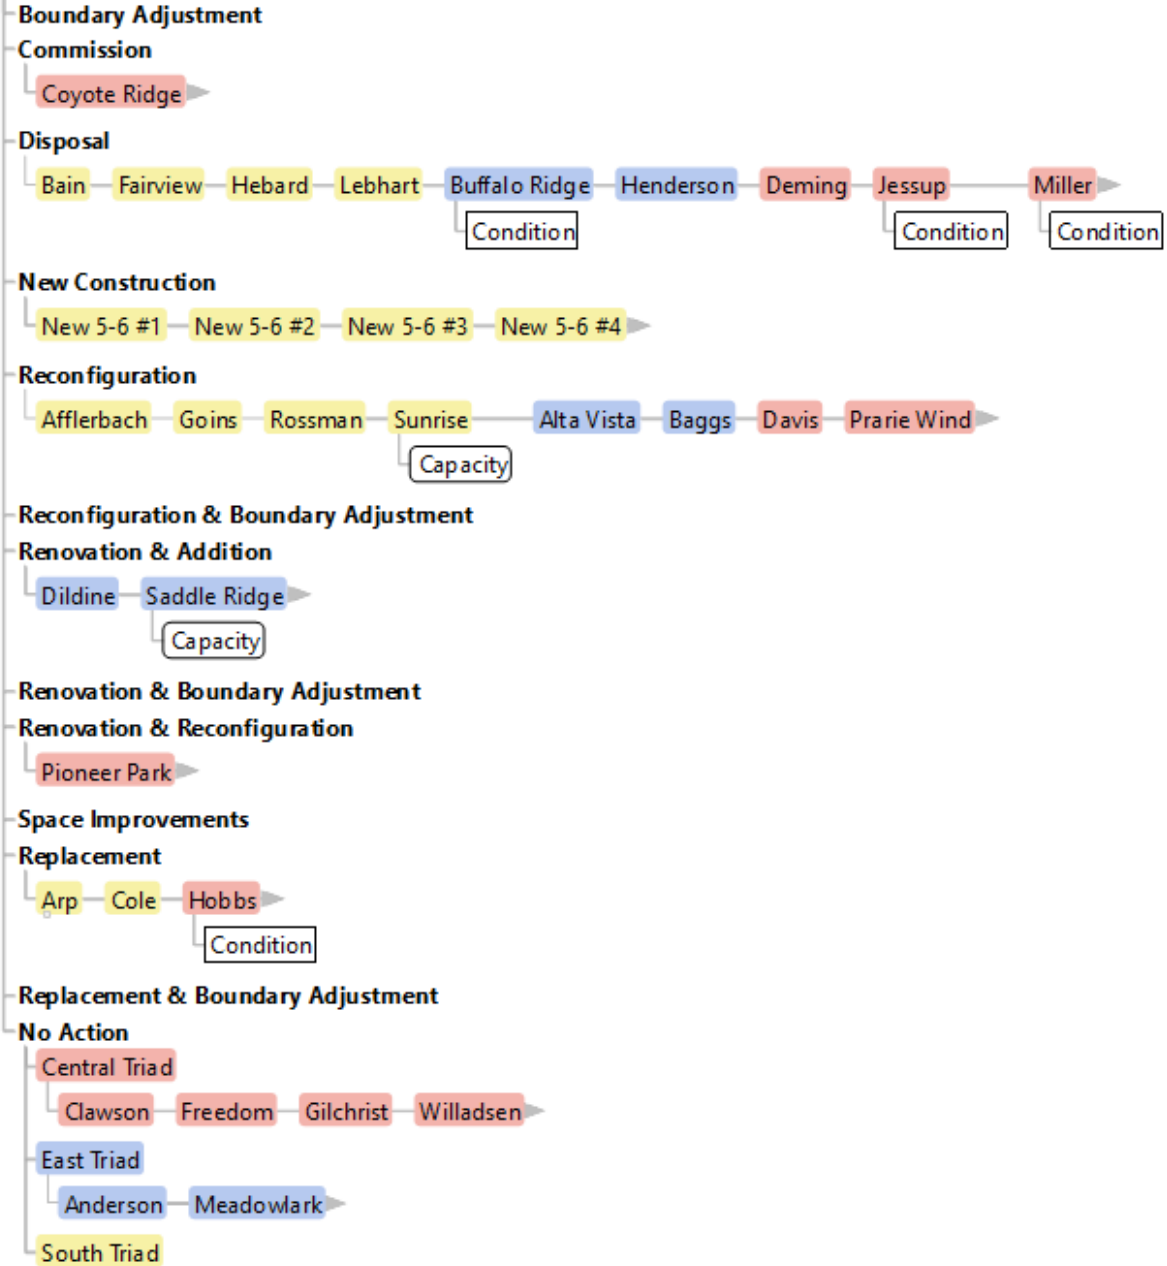 Boundary Adjustment
Commission
Coyote Ridge
Disposal
Bain Fairview Hebard Lebhart Buffalo Ridge Henderson Deming Jessup Miller
Condition Condition Condition
New Construction
New 5-6 #1 New 5-6 #2 New 5-6 #3 New 5-6 #4
Reconfiguration
Afflerbach Goins Rossman Sunrise Alta Vista Baggs Davis Prarie Wind
Capacity
Reconfiguration & Boundary Adjustment
Renovation & Addition
Dildine Saddle Ridge
Capacity
Renovation & Boundary Adjustment
Renovation & Reconfiguration
Pioneer Park
Space Improvements
Replacement
Arp Cole Hobbs
Condition
Replacement & Boundary Adjustment
No Action
Central Triad
Clawson Freedom Gilchrist Willadsen
East Triad
Anderson Meadowlark
South Triad